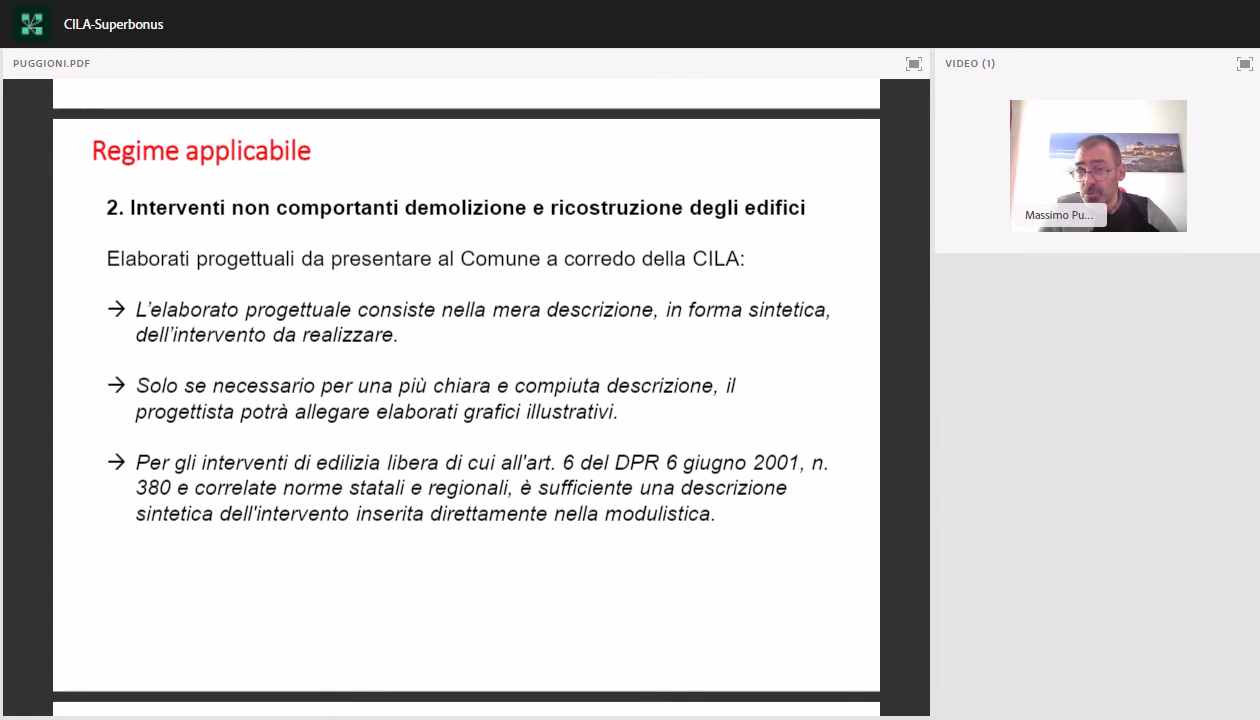 CILA-Superbonus
PUGGIONI.PDF
VIDEO (1)
Regime applicabile
2. Interventi non comportanti demolizione e ricostruzione degli edifici
Elaborati progettuali da presentare al Comune a corredo della CILA:
→ L'elaborato progettuale consiste nella mera descrizione, in forma sintetica,
dell'intervento da realizzare.
→ Solo se necessario per una più chiara e compiuta descrizione, il
progettista potrà allegare elaborati grafici illustrativi.
→ Per gli interventi di edilizia libera di cui all'art. 6 del DPR 6 giugno 2001, n.
380 e correlate norme statali e regionali, è sufficiente una descrizione
sintetica dell'intervento inserita direttamente nella modulistica.
Massimo Pu...